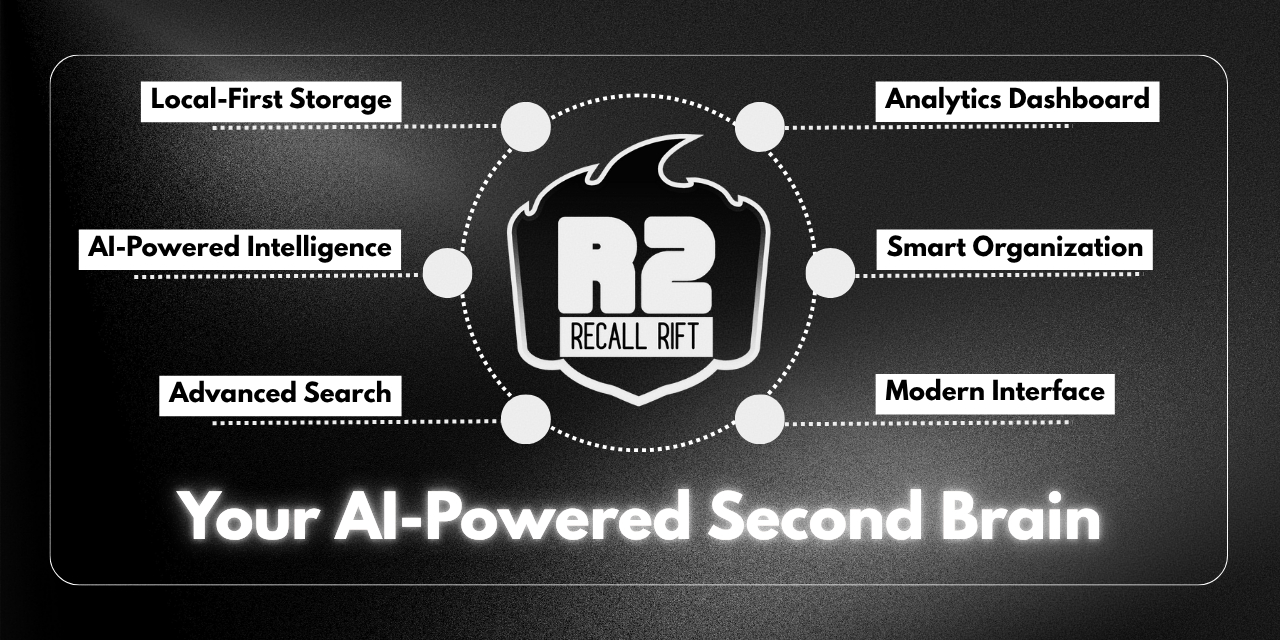 Local-First Storage
Analytics Dashboard
AI-Powered Intelligence
Smart Organization
Advanced Search
Modern Interface
R2
RECALL RIFT
Your AI-Powered Second Brain